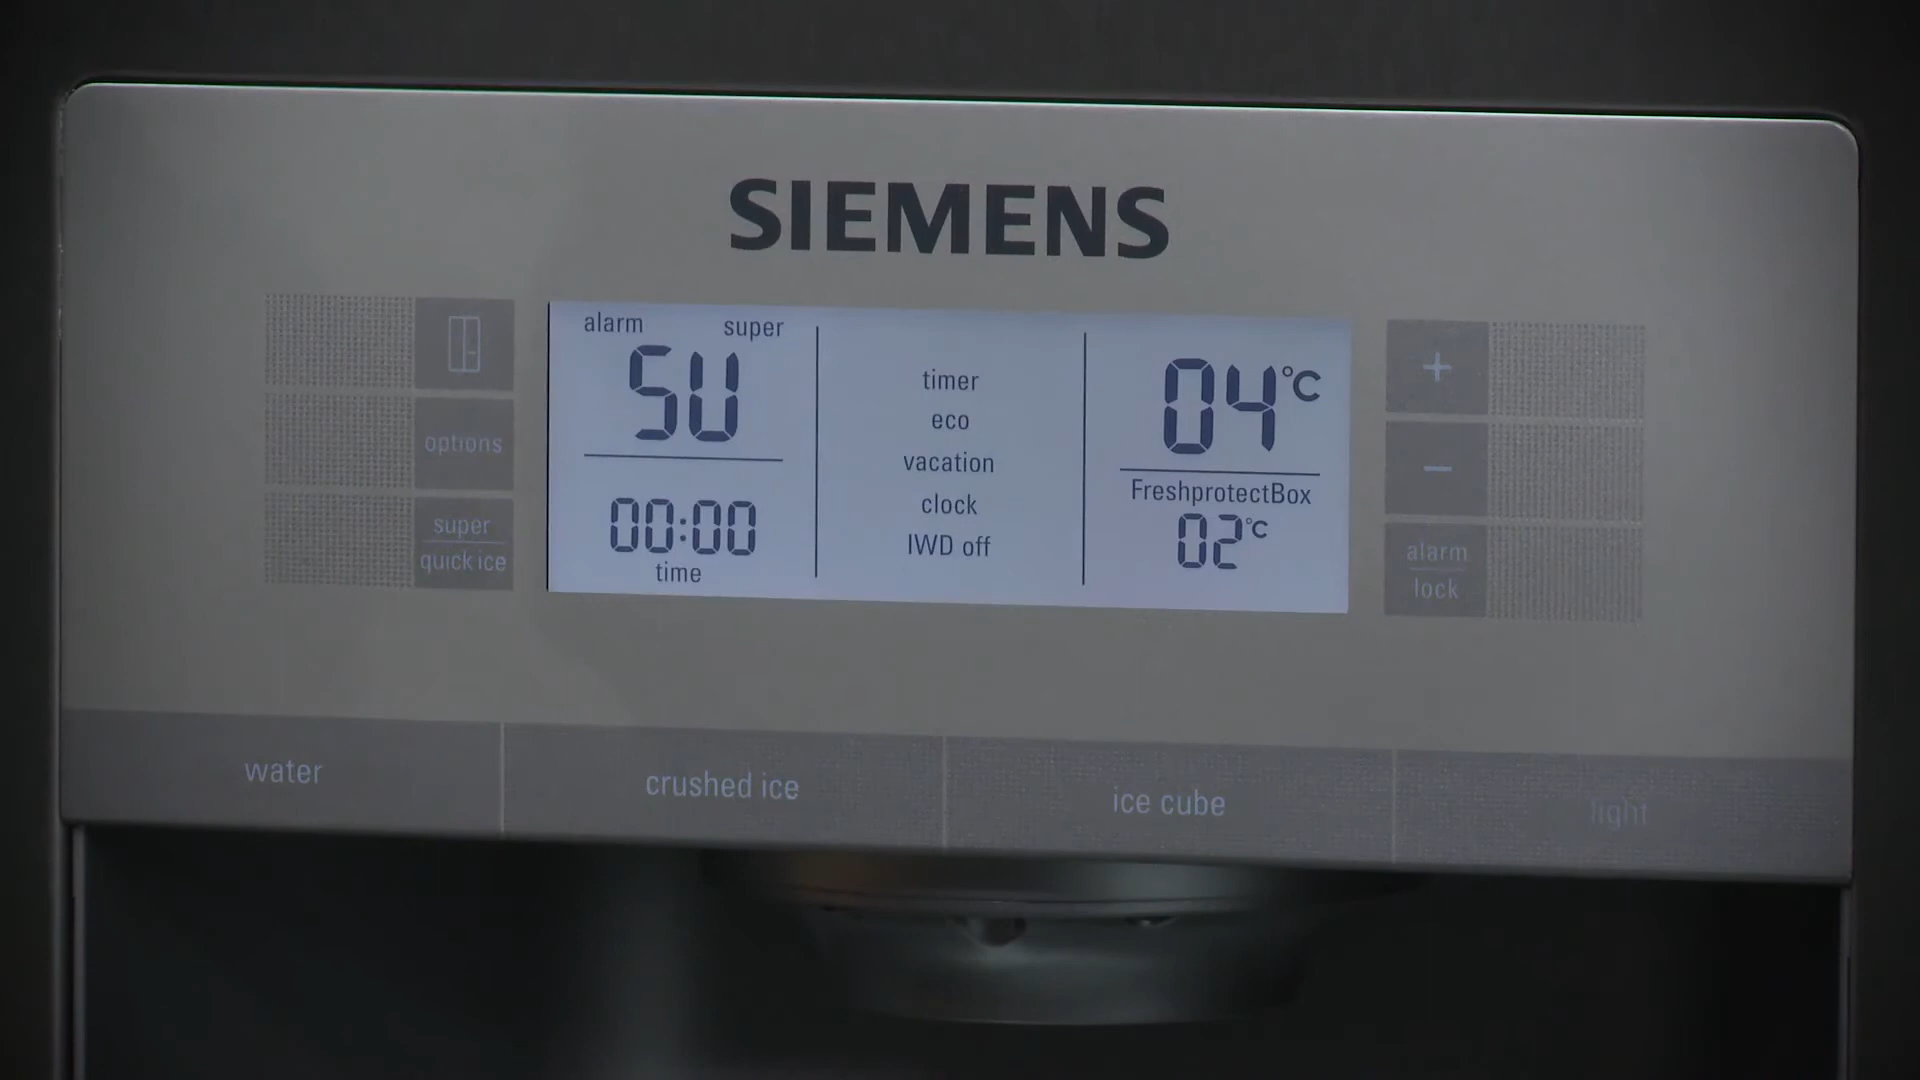 SIEMENS
options
super
quick ice
alarm super
SU
00:00
time
timer
eco
vacation
clock
IWD off
04°C
FreshprotectBox
02°C
+
−
alarm
lock
water
crushed ice
ice cube
light